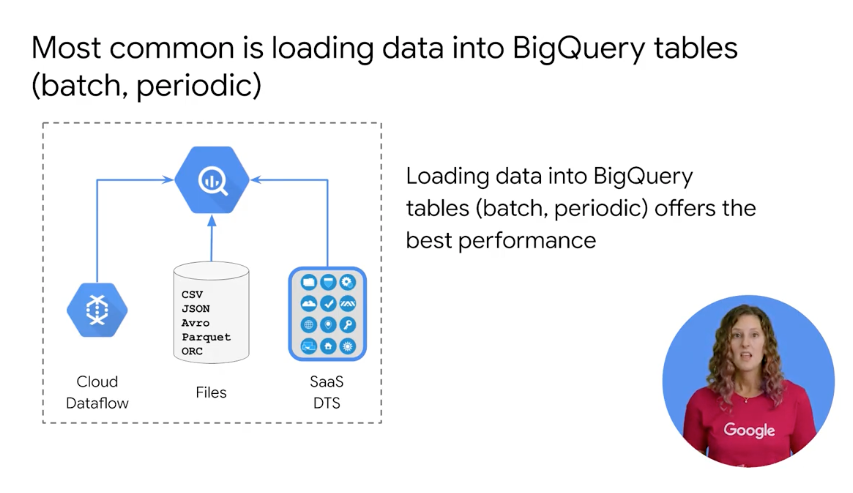 Most common is loading data into BigQuery tables
(batch, periodic)
Loading data into BigQuery
tables (batch, periodic) offers the
best performance
CSV
JSON
Avro
Parquet
ORC
Cloud
Dataflow
Files
SaaS
DTS
Google